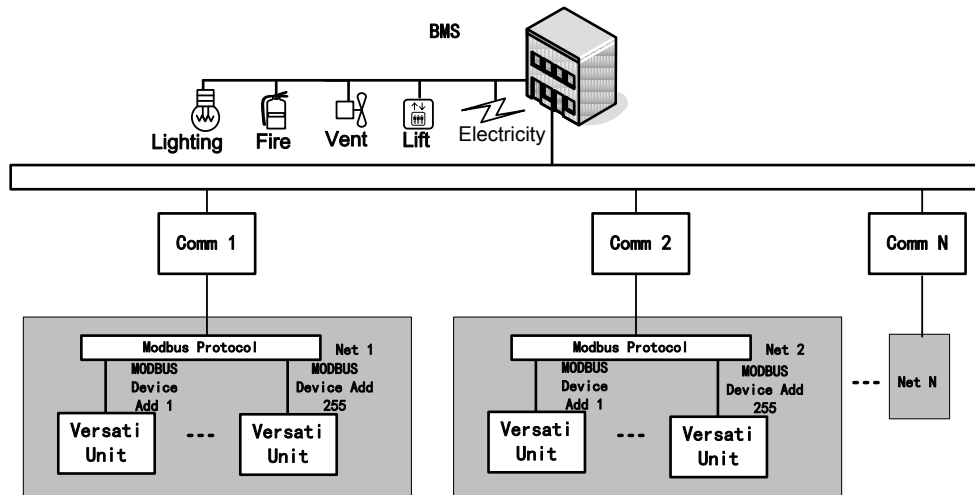 BMS
Lighting
Fire
Vent
Lift
Electricity
Comm 1
Comm 2
Comm N
Modbus Protocol
Net 1
MODBUS
Device
Add 1
MODBUS
Device Add
255
Versati
Unit
---
Versati
Unit
Modbus Protocol
Net 2
MODBUS
Device
Add 1
MODBUS
Device Add
255
Versati
Unit
---
Versati
Unit
---
Net N